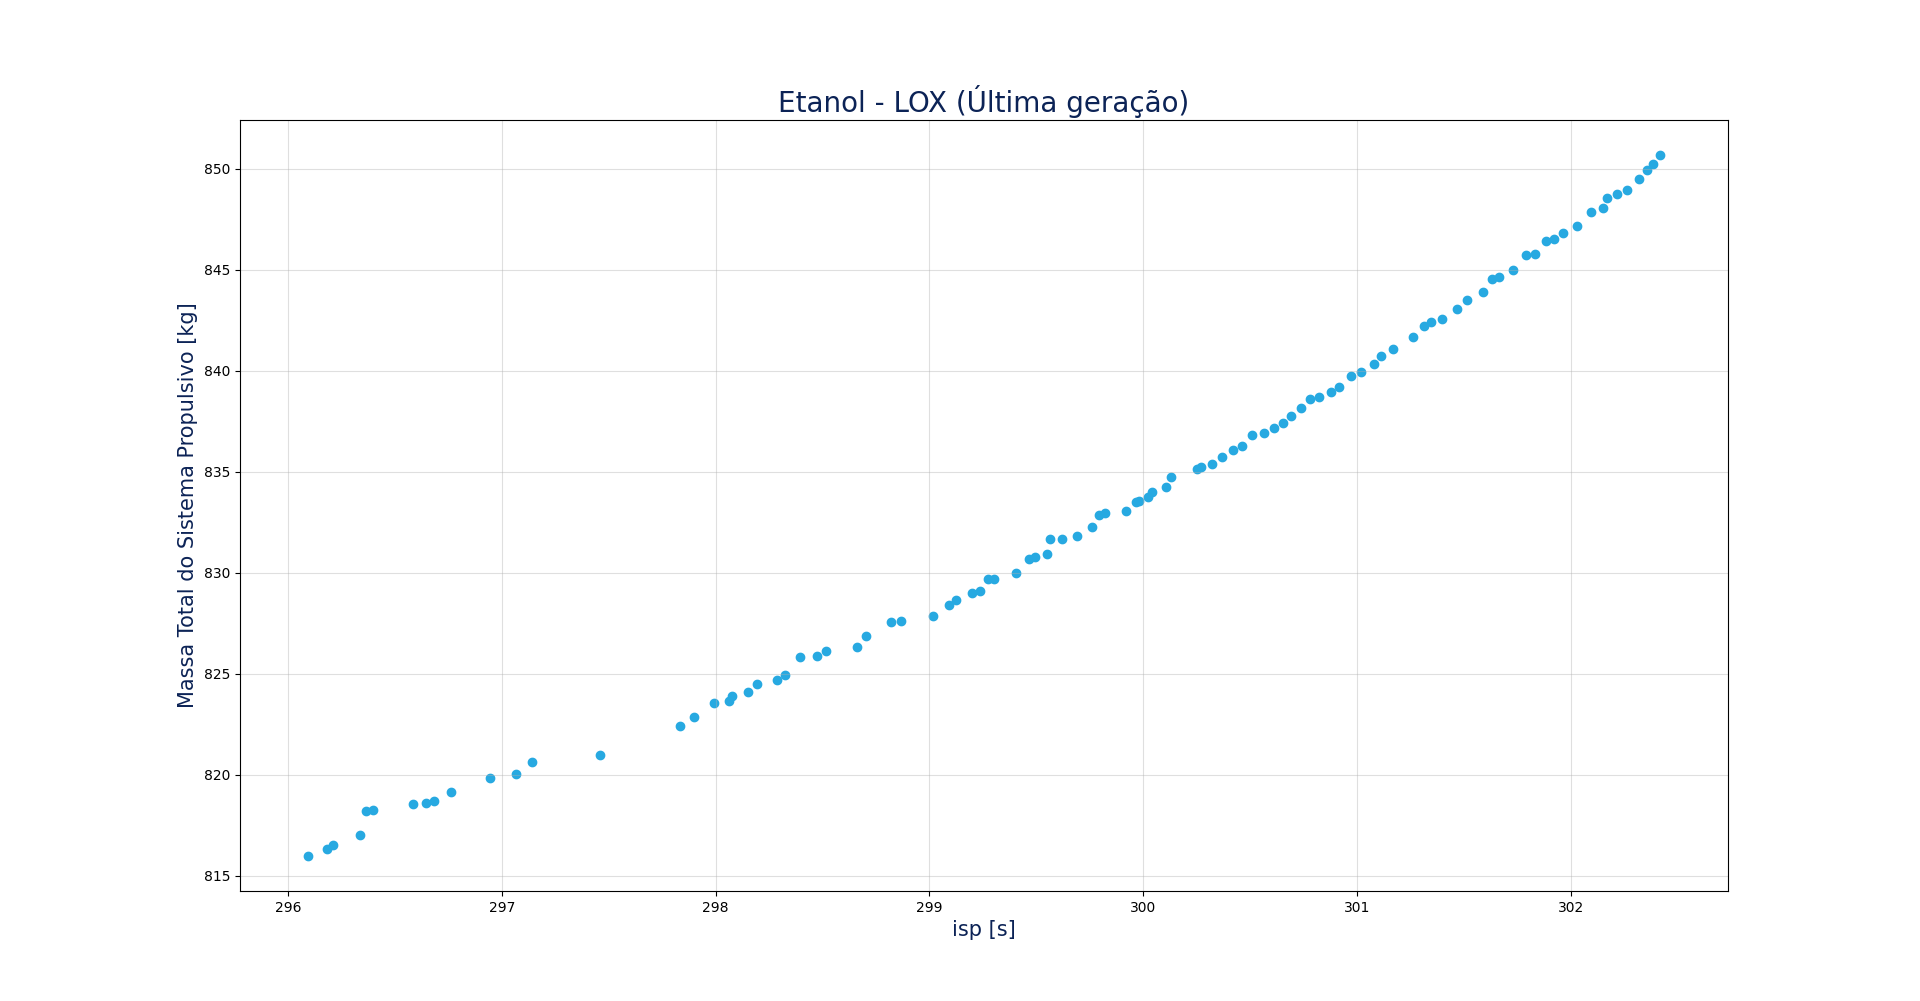 Etanol - LOX (Última geração)
Massa Total do Sistema Propulsivo [kg]
850
845
840
835
830
825
820
815
296 297 298 299 300 301 302
isp [s]